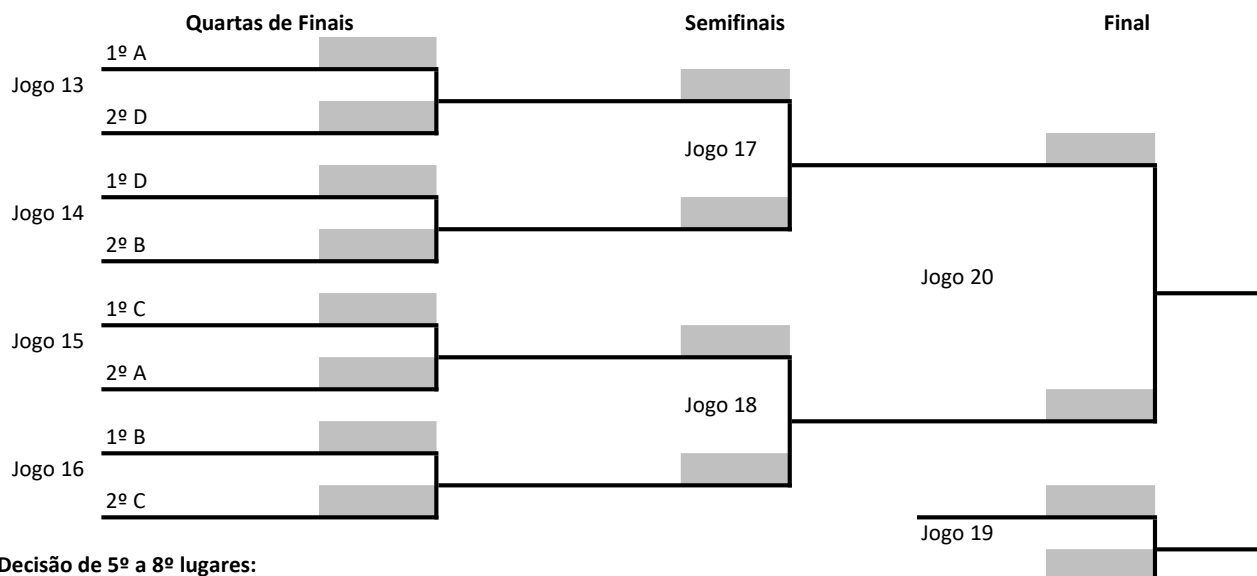 Quartas de Finais
Semifinais
Final
1º A
Jogo 13
2º D
Jogo 17
1º D
Jogo 14
2º B
Jogo 20
1º C
Jogo 15
2º A
Jogo 18
1º B
Jogo 16
2º C
Jogo 19
Decisão de 5º a 8º lugares: